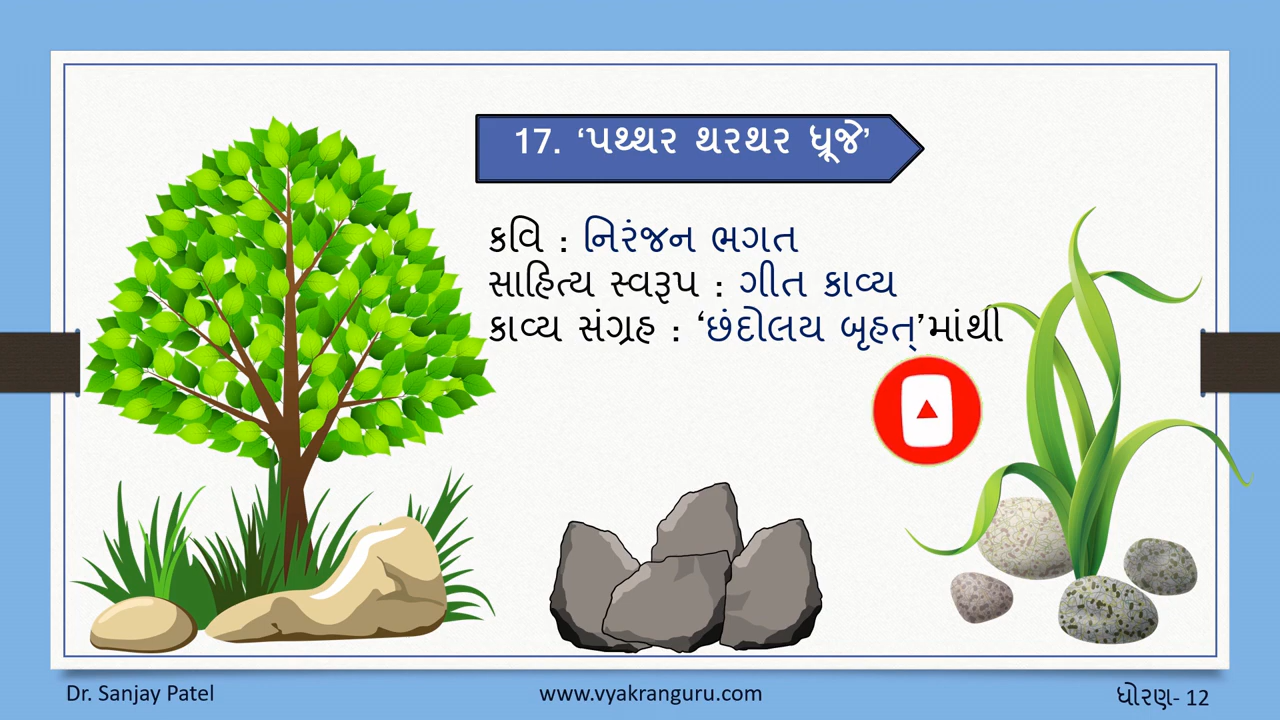 17. ‘પથ્થર થરથર ધ્રૂજે’
કવિ : નિરંજન ભગત
સાહિત્ય સ્વરૂપ : ગીત કાવ્ય
કાવ્ય સંગ્રહ : ‘છંદોલય બૃહત્’માંથી
Dr. Sanjay Patel
www.vyakranguru.com
ધોરણ- 12